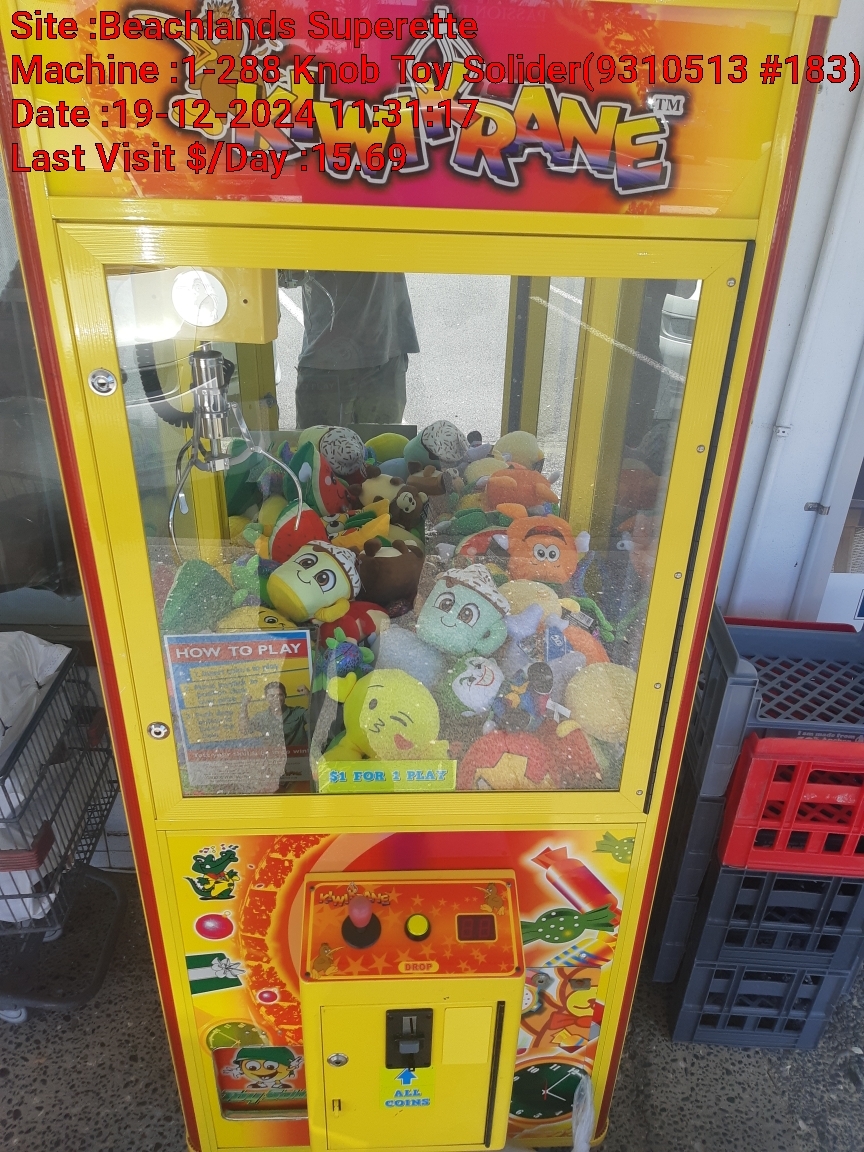 Site :Beachlands Superette
Machine :1-288 Knob Toy Solider(9310513 #183)
Date :19-12-2024 11:31:17
Last Visit $/Day :15.69
KIWI KRANE™
HOW TO PLAY
$1 FOR 1 PLAY
KIWI KRANE
DROP
ALL
COINS